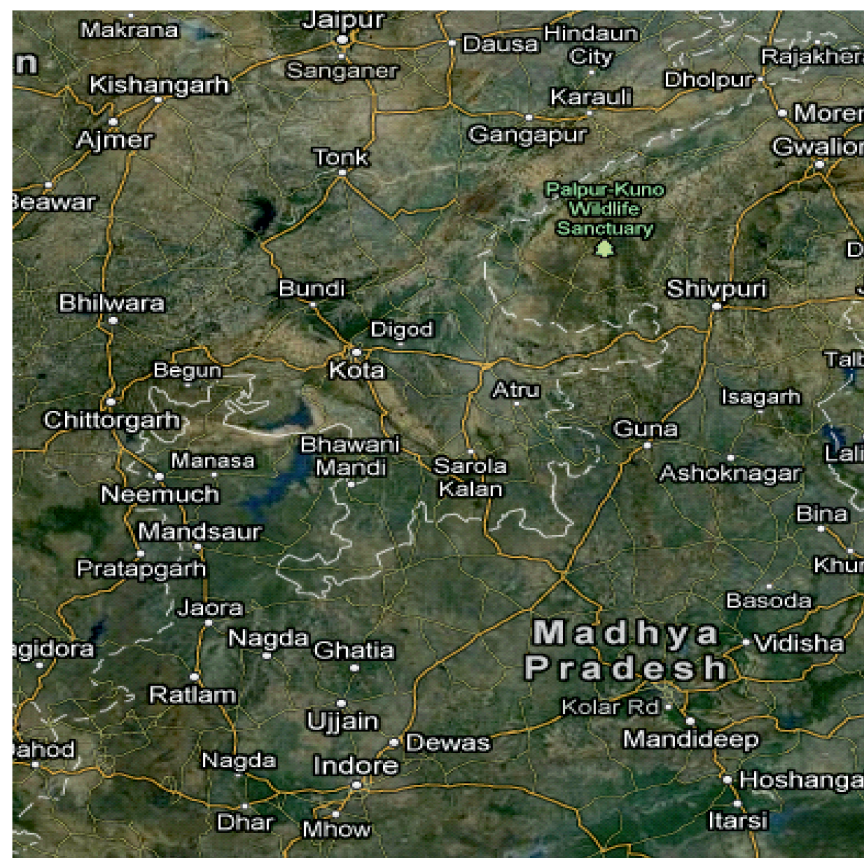 Jaipur
Makrana
Dausa
Hindaun
City
Rajakhera
n
Sanganer
Kishangarh
Dholpur
Karauli
Moren
Ajmer
Gangapur
Gwalior
Tonk
Beawar
Palpur-Kuno
Wildlife
Sanctuary
D
Bundi
Shivpuri
J
Bhilwara
Digod
Talb
Begun
Kota
Atru
Isagarh
Chittorgarh
Guna
Bhawani
Mandi
Lali
Manasa
Sarola
Kalan
Ashoknagar
Neemuch
Bina
Mandsaur
Khur
Pratapgarh
Basoda
Jaora
Madhya
Pradesh
Nagda
Ghatia
Vidisha
agidora
Ratlam
Kolar Rd
Ujjain
Mandideep
Dewas
Dahod
Nagda
Indore
Hoshanga
Dhar
Mhow
Itarsi